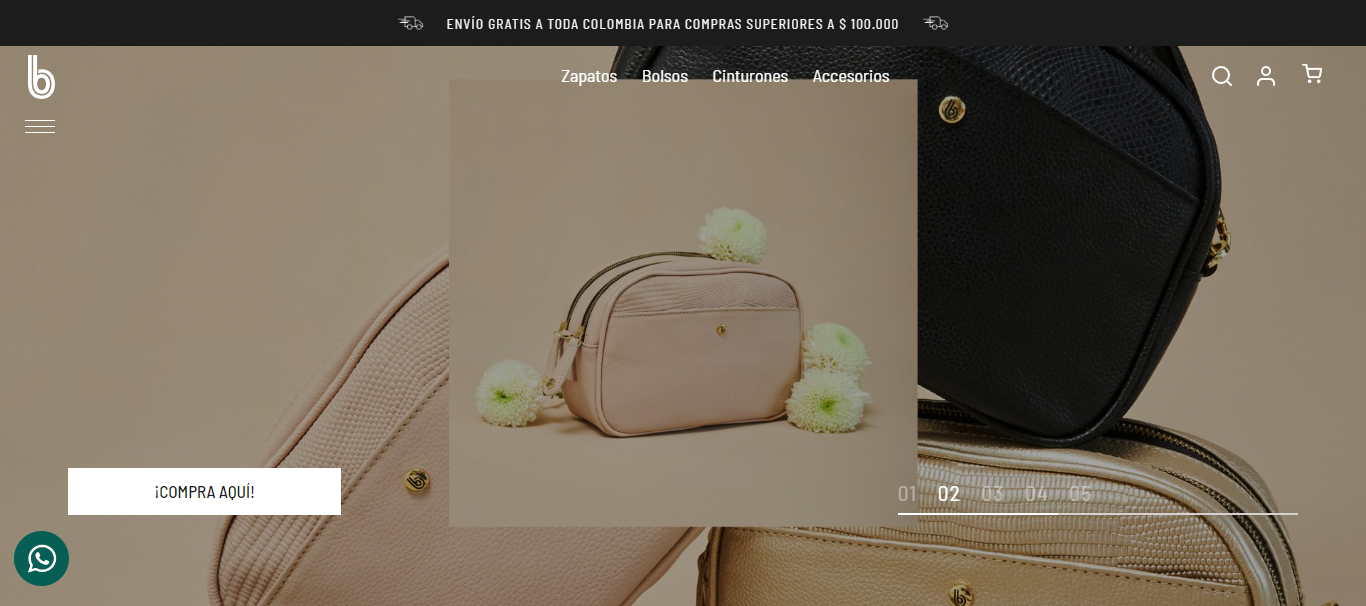 ENVÍO GRATIS A TODA COLOMBIA PARA COMPRAS SUPERIORES A $ 100.000
b
Zapatos Bolsos Cinturones Accesorios
¡COMPRA AQUÍ!
01 02 03 04 05